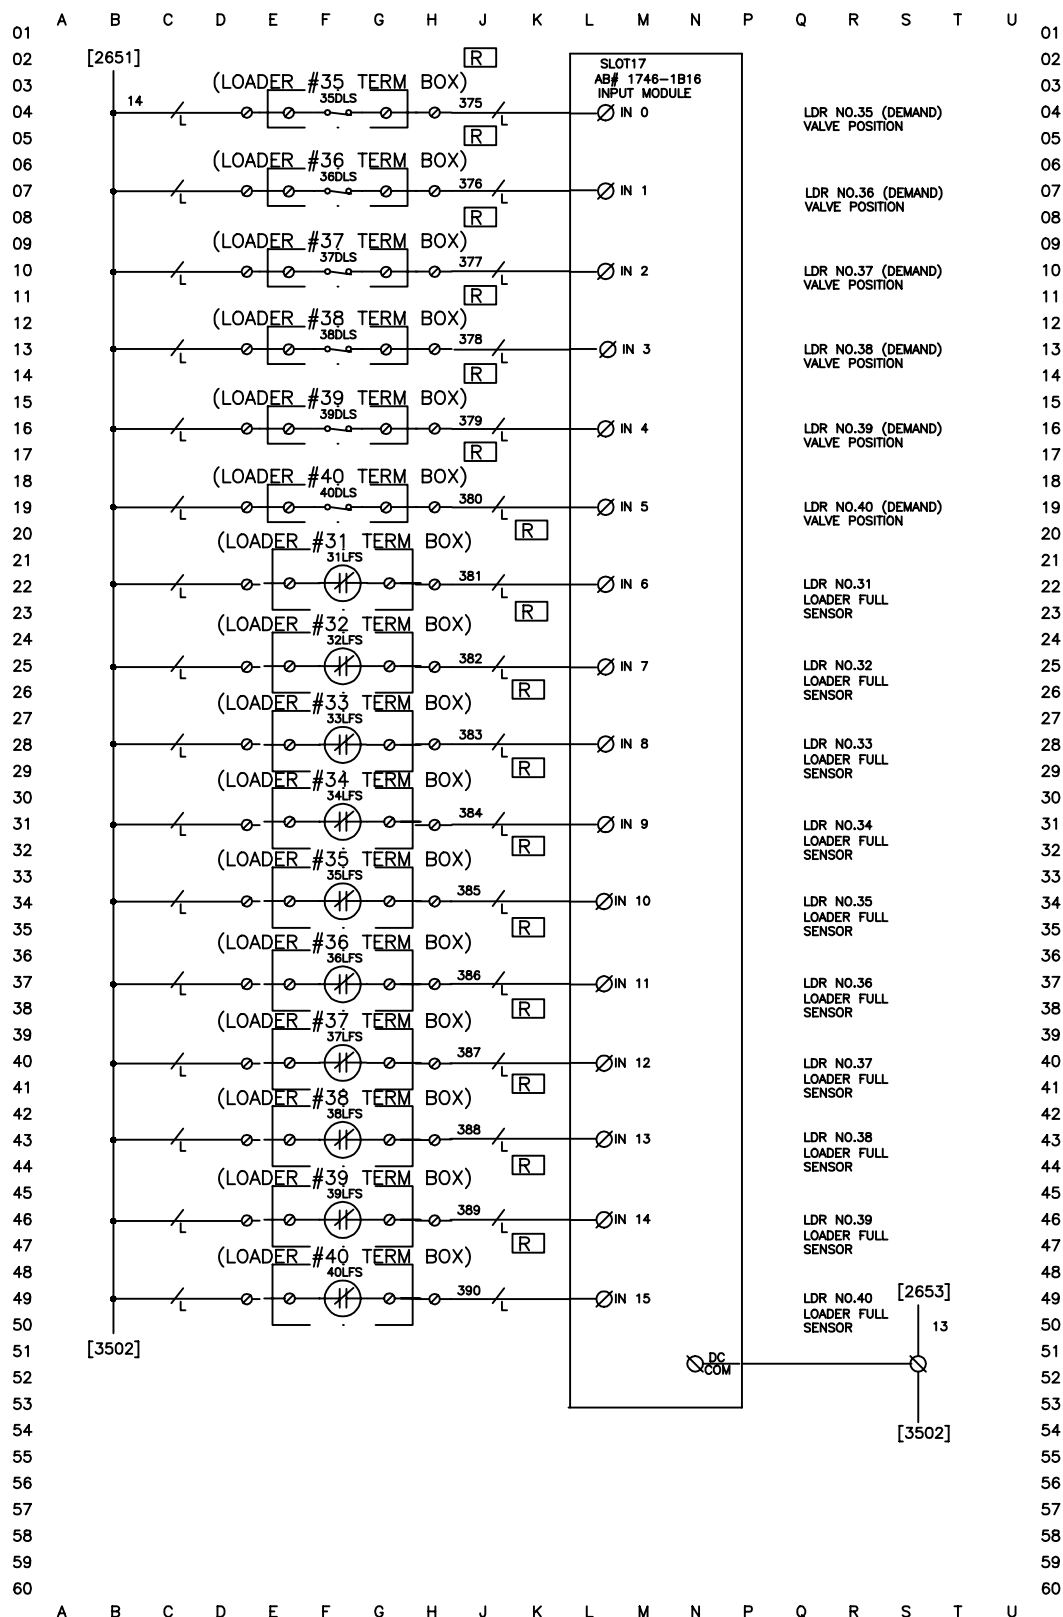 A B C D E F G H J K L M N P Q R S T U
01 01
02 [2651] R SLOT17 02
03 (LOADER #35 TERM BOX) AB# 1746-1B16 03
INPUT MODULE
04 14 L 35DLS 375 L IN 0 LDR NO.35 (DEMAND) 04
VALVE POSITION
05 R 05
06 (LOADER #36 TERM BOX) 06
07 L 36DLS 376 L IN 1 LDR NO.36 (DEMAND) 07
VALVE POSITION
08 R 08
09 (LOADER #37 TERM BOX) 09
10 L 37DLS 377 L IN 2 LDR NO.37 (DEMAND) 10
VALVE POSITION
11 R 11
12 (LOADER #38 TERM BOX) 12
13 L 38DLS 378 L IN 3 LDR NO.38 (DEMAND) 13
VALVE POSITION
14 R 14
15 (LOADER #39 TERM BOX) 15
16 L 39DLS 379 L IN 4 LDR NO.39 (DEMAND) 16
VALVE POSITION
17 R 17
18 (LOADER #40 TERM BOX) 18
19 L 40DLS 380 L IN 5 LDR NO.40 (DEMAND) 19
VALVE POSITION
20 R 20
(LOADER #31 TERM BOX)
21 31LFS 21
22 L 381 L IN 6 LDR NO.31 22
LOADER FULL
23 R SENSOR 23
(LOADER #32 TERM BOX)
24 32LFS 24
25 L 382 L IN 7 LDR NO.32 25
LOADER FULL
26 R SENSOR 26
(LOADER #33 TERM BOX)
27 33LFS 27
28 L 383 L IN 8 LDR NO.33 28
LOADER FULL
29 R SENSOR 29
(LOADER #34 TERM BOX)
30 34LFS 30
31 L 384 L IN 9 LDR NO.34 31
LOADER FULL
32 R SENSOR 32
(LOADER #35 TERM BOX)
33 35LFS 33
34 L 385 L IN 10 LDR NO.35 34
LOADER FULL
35 R SENSOR 35
(LOADER #36 TERM BOX)
36 36LFS 36
37 L 386 L IN 11 LDR NO.36 37
LOADER FULL
38 R SENSOR 38
(LOADER #37 TERM BOX)
39 37LFS 39
40 L 387 L IN 12 LDR NO.37 40
LOADER FULL
41 R SENSOR 41
(LOADER #38 TERM BOX)
42 38LFS 42
43 L 388 L IN 13 LDR NO.38 43
LOADER FULL
44 R SENSOR 44
(LOADER #39 TERM BOX)
45 39LFS 45
46 L 389 L IN 14 LDR NO.39 46
LOADER FULL
47 R SENSOR 47
(LOADER #40 TERM BOX)
48 40LFS 48
49 L 390 L IN 15 LDR NO.40 [2653] 49
LOADER FULL
50 SENSOR 13 50
51 [3502] DC 51
52 COM 52
53 53
54 [3502] 54
55 55
56 56
57 57
58 58
59 59
60 60
A B C D E F G H J K L M N P Q R S T U